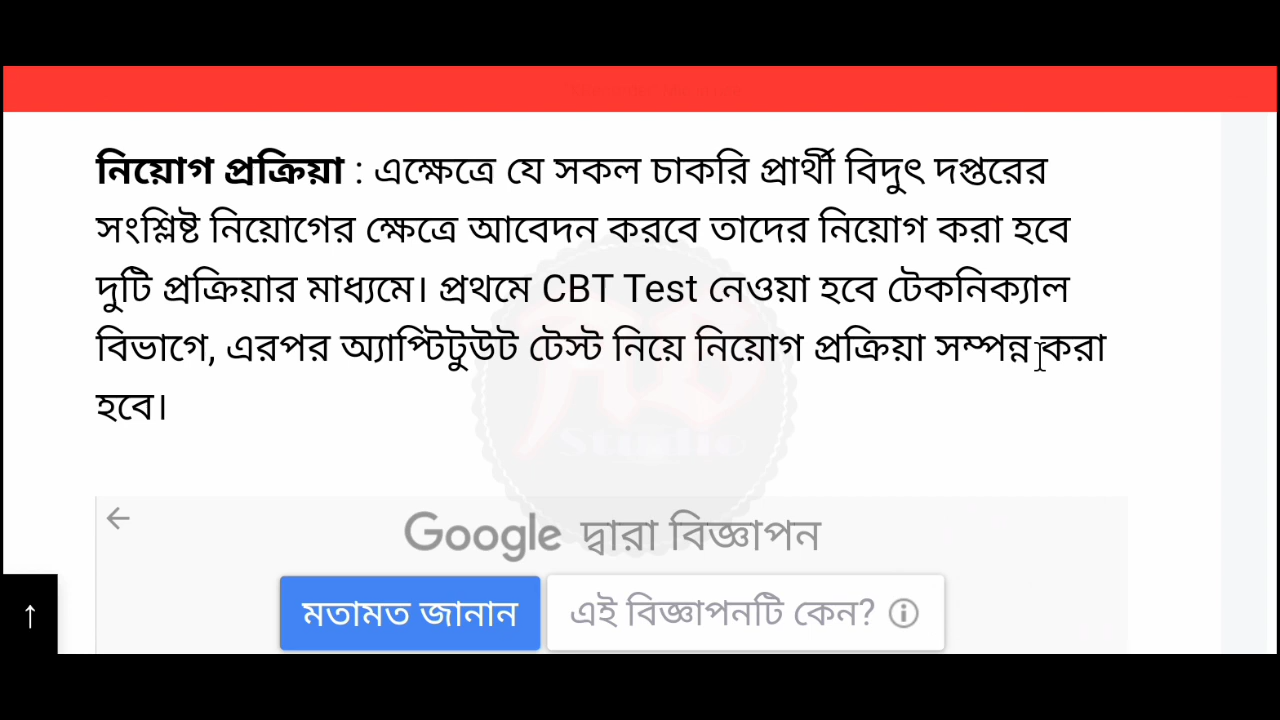 নিয়োগ প্রক্রিয়া : এক্ষেত্রে যে সকল চাকরি প্রার্থী বিদুৎ দপ্তরের
সংশ্লিষ্ট নিয়োগের ক্ষেত্রে আবেদন করবে তাদের নিয়োগ করা হবে
দুটি প্রক্রিয়ার মাধ্যমে। প্রথমে CBT Test নেওয়া হবে টেকনিক্যাল
বিভাগে, এরপর অ্যাপ্টিটুউট টেস্ট নিয়ে নিয়োগ প্রক্রিয়া সম্পন্ন করা
হবে।
Google দ্বারা বিজ্ঞাপন
মতামত জানান
এই বিজ্ঞাপনটি কেন?
Studio